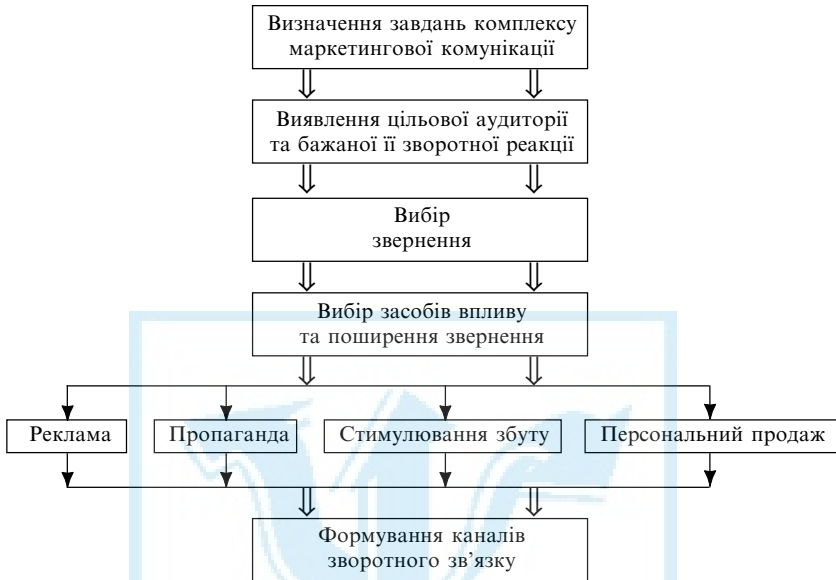 Визначення завдань комплексу
маркетингової комунікації
Виявлення цільової аудиторії
та бажаної її зворотної реакції
Вибір
звернення
Вибір засобів впливу
та поширення звернення
Реклама
Пропаганда
Стимулювання збуту
Персональний продаж
Формування каналів
зворотного зв'язку